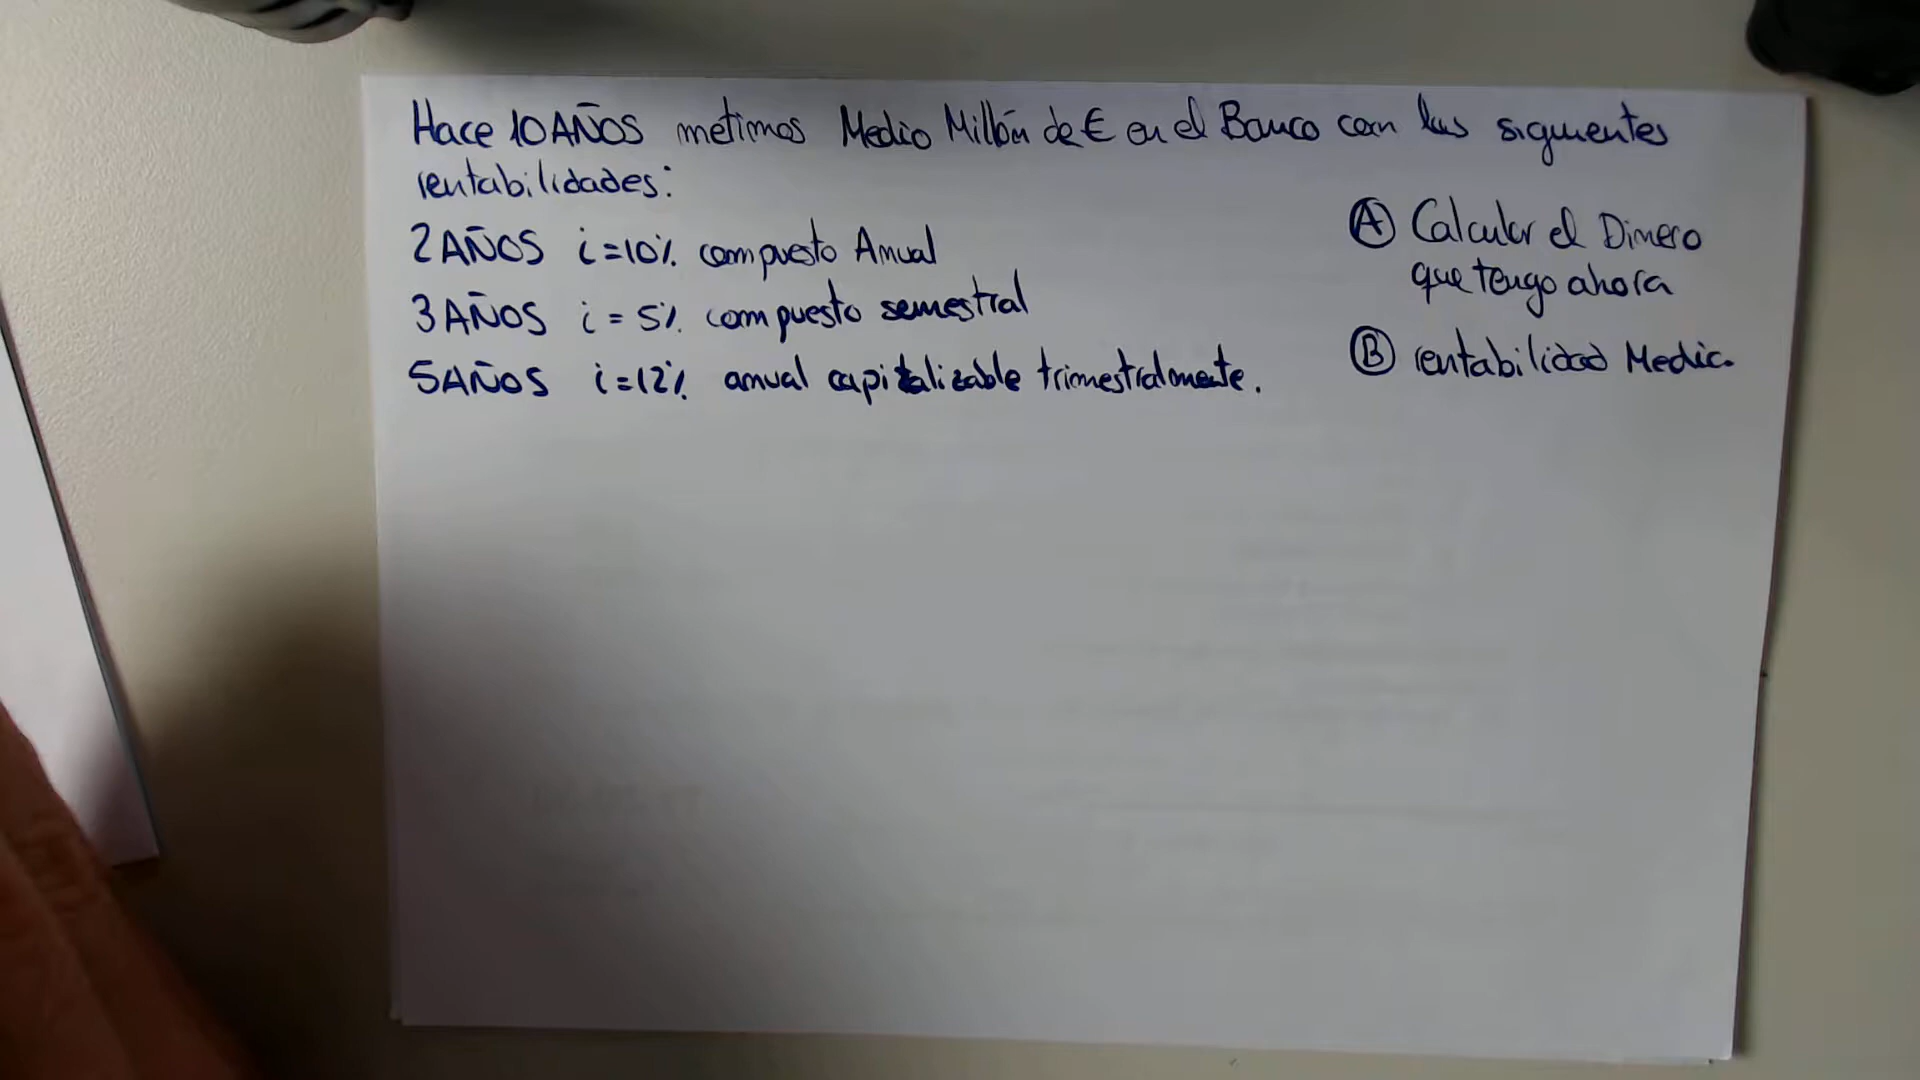 Hace 10 AÑOS metimos Medio Millón de € en el Banco con las siguientes
rentabilidades:
2 AÑOS i=10% compuesto Anual
3 AÑOS i=5% compuesto semestral
5 AÑOS i=12% anual capitalizable trimestralmente.
Ⓐ Calcular el Dinero
que tengo ahora
Ⓑ rentabilidad Media.